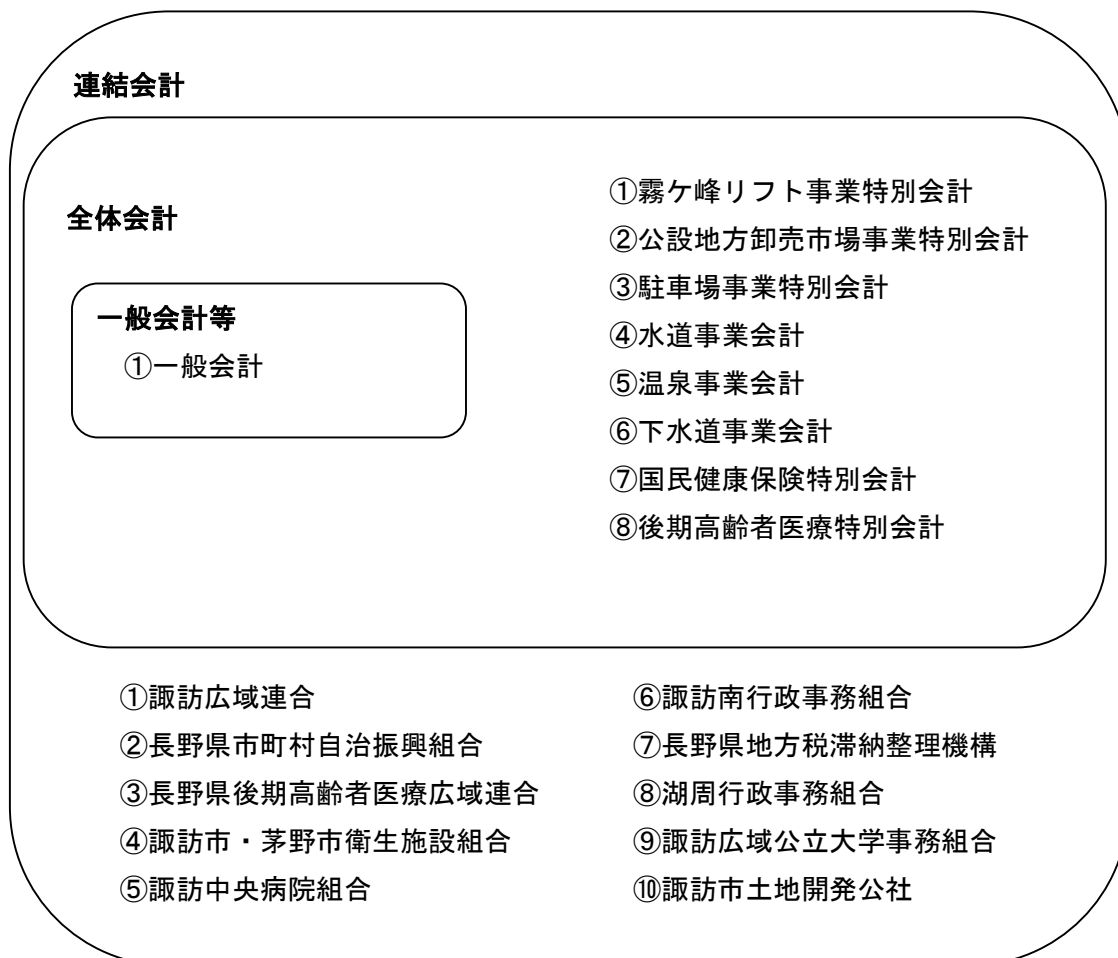 連結会計
全体会計
一般会計等
①一般会計
①霧ケ峰リフト事業特別会計
②公設地方卸売市場事業特別会計
③駐車場事業特別会計
④水道事業会計
⑤温泉事業会計
⑥下水道事業会計
⑦国民健康保険特別会計
⑧後期高齢者医療特別会計
①諏訪広域連合
②長野県市町村自治振興組合
③長野県後期高齢者医療広域連合
④諏訪市・茅野市衛生施設組合
⑤諏訪中央病院組合
⑥諏訪南行政事務組合
⑦長野県地方税滞納整理機構
⑧湖周行政事務組合
⑨諏訪広域公立大学事務組合
⑩諏訪市土地開発公社